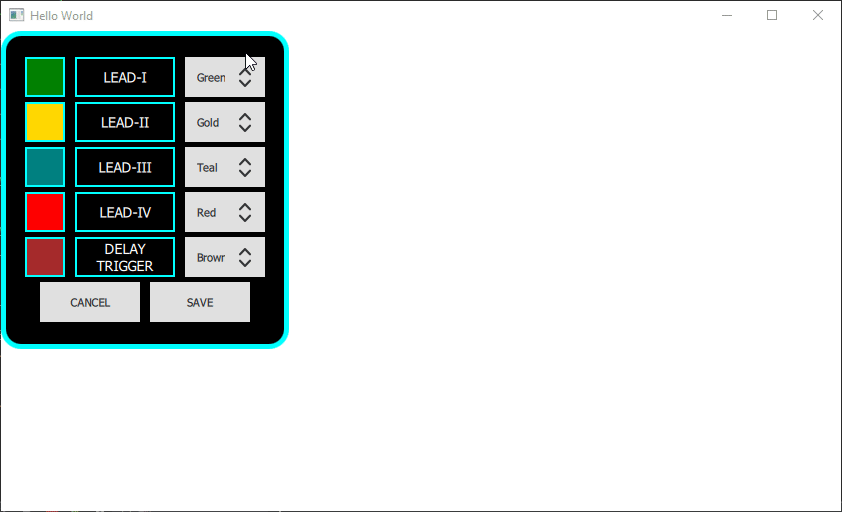 Hello World
LEAD-I
Green
LEAD-II
Gold
LEAD-III
Teal
LEAD-IV
Red
DELAY
TRIGGER
Browr
CANCEL
SAVE